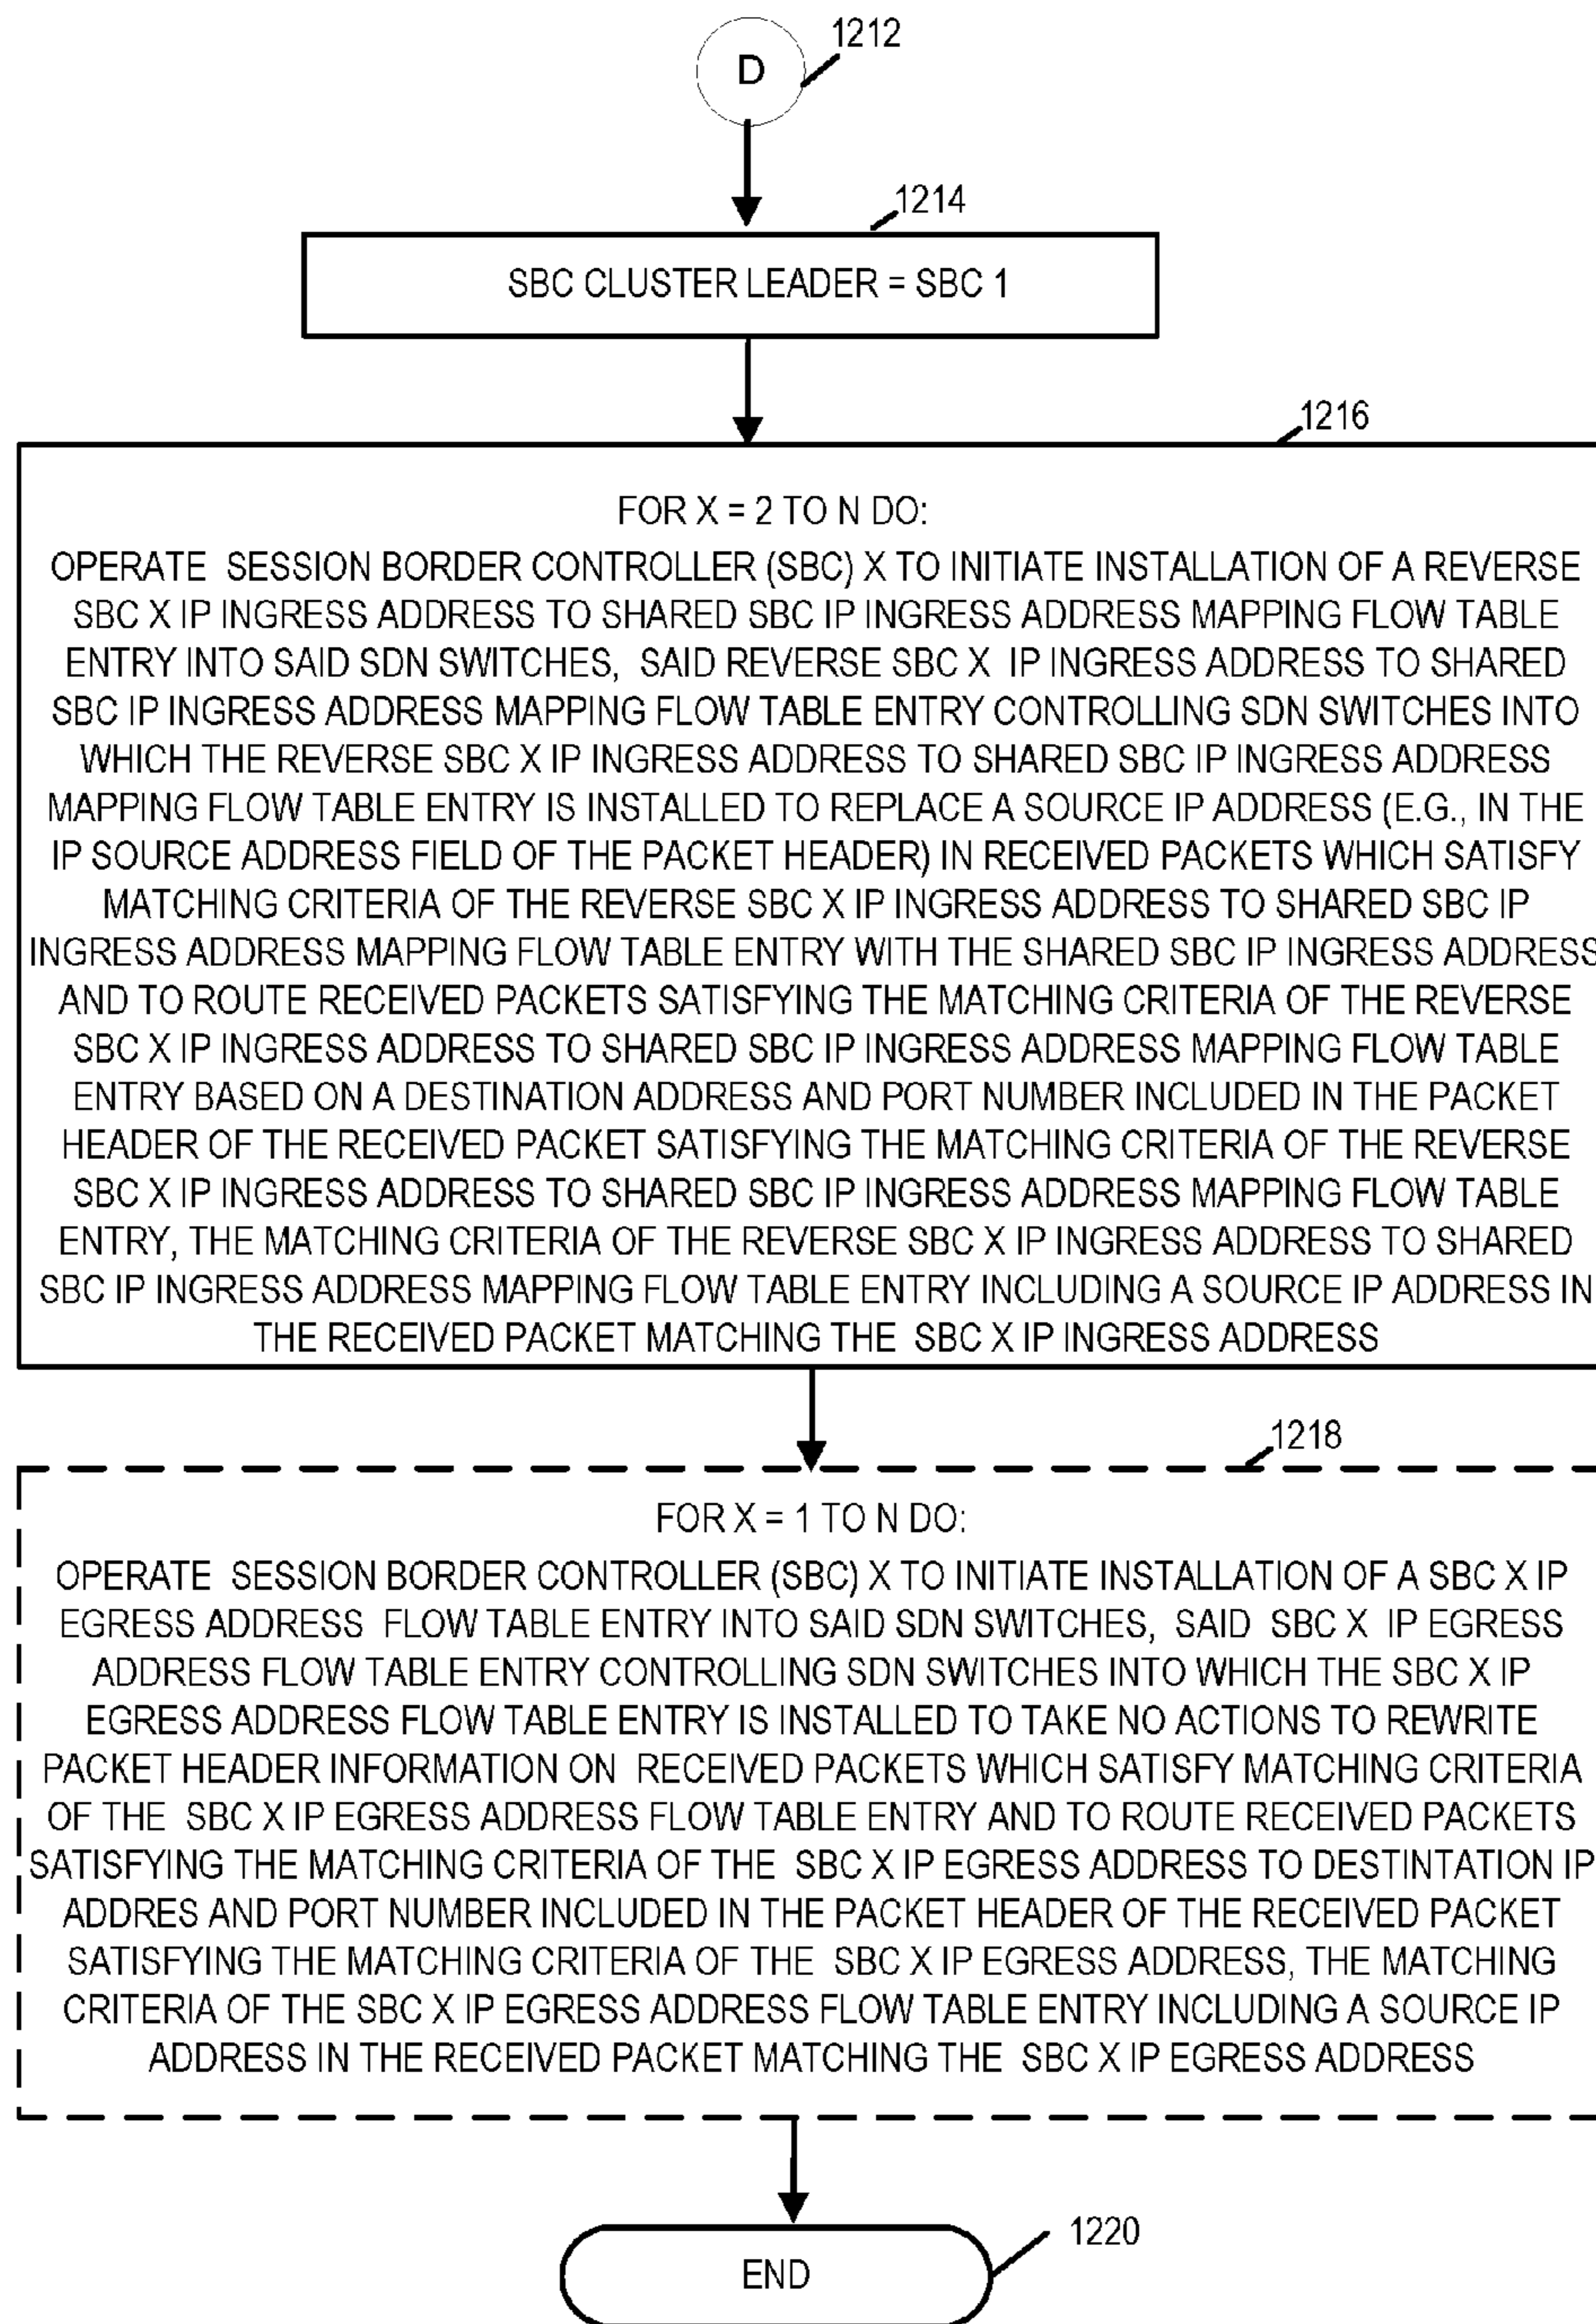 1212
D
1214
SBC CLUSTER LEADER = SBC 1
1216
FOR X = 2 TO N DO:
OPERATE SESSION BORDER CONTROLLER (SBC) X TO INITIATE INSTALLATION OF A REVERSE
SBC X IP INGRESS ADDRESS TO SHARED SBC IP INGRESS ADDRESS MAPPING FLOW TABLE
ENTRY INTO SAID SDN SWITCHES, SAID REVERSE SBC X IP INGRESS ADDRESS TO SHARED
SBC IP INGRESS ADDRESS MAPPING FLOW TABLE ENTRY CONTROLLING SDN SWITCHES INTO
WHICH THE REVERSE SBC X IP INGRESS ADDRESS TO SHARED SBC IP INGRESS ADDRESS
MAPPING FLOW TABLE ENTRY IS INSTALLED TO REPLACE A SOURCE IP ADDRESS (E.G., IN THE
IP SOURCE ADDRESS FIELD OF THE PACKET HEADER) IN RECEIVED PACKETS WHICH SATISFY
MATCHING CRITERIA OF THE REVERSE SBC X IP INGRESS ADDRESS TO SHARED SBC IP
INGRESS ADDRESS MAPPING FLOW TABLE ENTRY WITH THE SHARED SBC IP INGRESS ADDRESS
AND TO ROUTE RECEIVED PACKETS SATISFYING THE MATCHING CRITERIA OF THE REVERSE
SBC X IP INGRESS ADDRESS TO SHARED SBC IP INGRESS ADDRESS MAPPING FLOW TABLE
ENTRY BASED ON A DESTINATION ADDRESS AND PORT NUMBER INCLUDED IN THE PACKET
HEADER OF THE RECEIVED PACKET SATISFYING THE MATCHING CRITERIA OF THE REVERSE
SBC X IP INGRESS ADDRESS TO SHARED SBC IP INGRESS ADDRESS MAPPING FLOW TABLE
ENTRY, THE MATCHING CRITERIA OF THE REVERSE SBC X IP INGRESS ADDRESS TO SHARED
SBC IP INGRESS ADDRESS MAPPING FLOW TABLE ENTRY INCLUDING A SOURCE IP ADDRESS IN
THE RECEIVED PACKET MATCHING THE SBC X IP INGRESS ADDRESS
1218
FOR X = 1 TO N DO:
OPERATE SESSION BORDER CONTROLLER (SBC) X TO INITIATE INSTALLATION OF A SBC X IP
EGRESS ADDRESS FLOW TABLE ENTRY INTO SAID SDN SWITCHES, SAID SBC X IP EGRESS
ADDRESS FLOW TABLE ENTRY CONTROLLING SDN SWITCHES INTO WHICH THE SBC X IP
EGRESS ADDRESS FLOW TABLE ENTRY IS INSTALLED TO TAKE NO ACTIONS TO REWRITE
PACKET HEADER INFORMATION ON RECEIVED PACKETS WHICH SATISFY MATCHING CRITERIA
OF THE SBC X IP EGRESS ADDRESS FLOW TABLE ENTRY AND TO ROUTE RECEIVED PACKETS
SATISFYING THE MATCHING CRITERIA OF THE SBC X IP EGRESS ADDRESS TO DESTINTATION IP
ADDRES AND PORT NUMBER INCLUDED IN THE PACKET HEADER OF THE RECEIVED PACKET
SATISFYING THE MATCHING CRITERIA OF THE SBC X IP EGRESS ADDRESS, THE MATCHING
CRITERIA OF THE SBC X IP EGRESS ADDRESS FLOW TABLE ENTRY INCLUDING A SOURCE IP
ADDRESS IN THE RECEIVED PACKET MATCHING THE SBC X IP EGRESS ADDRESS
1220
END